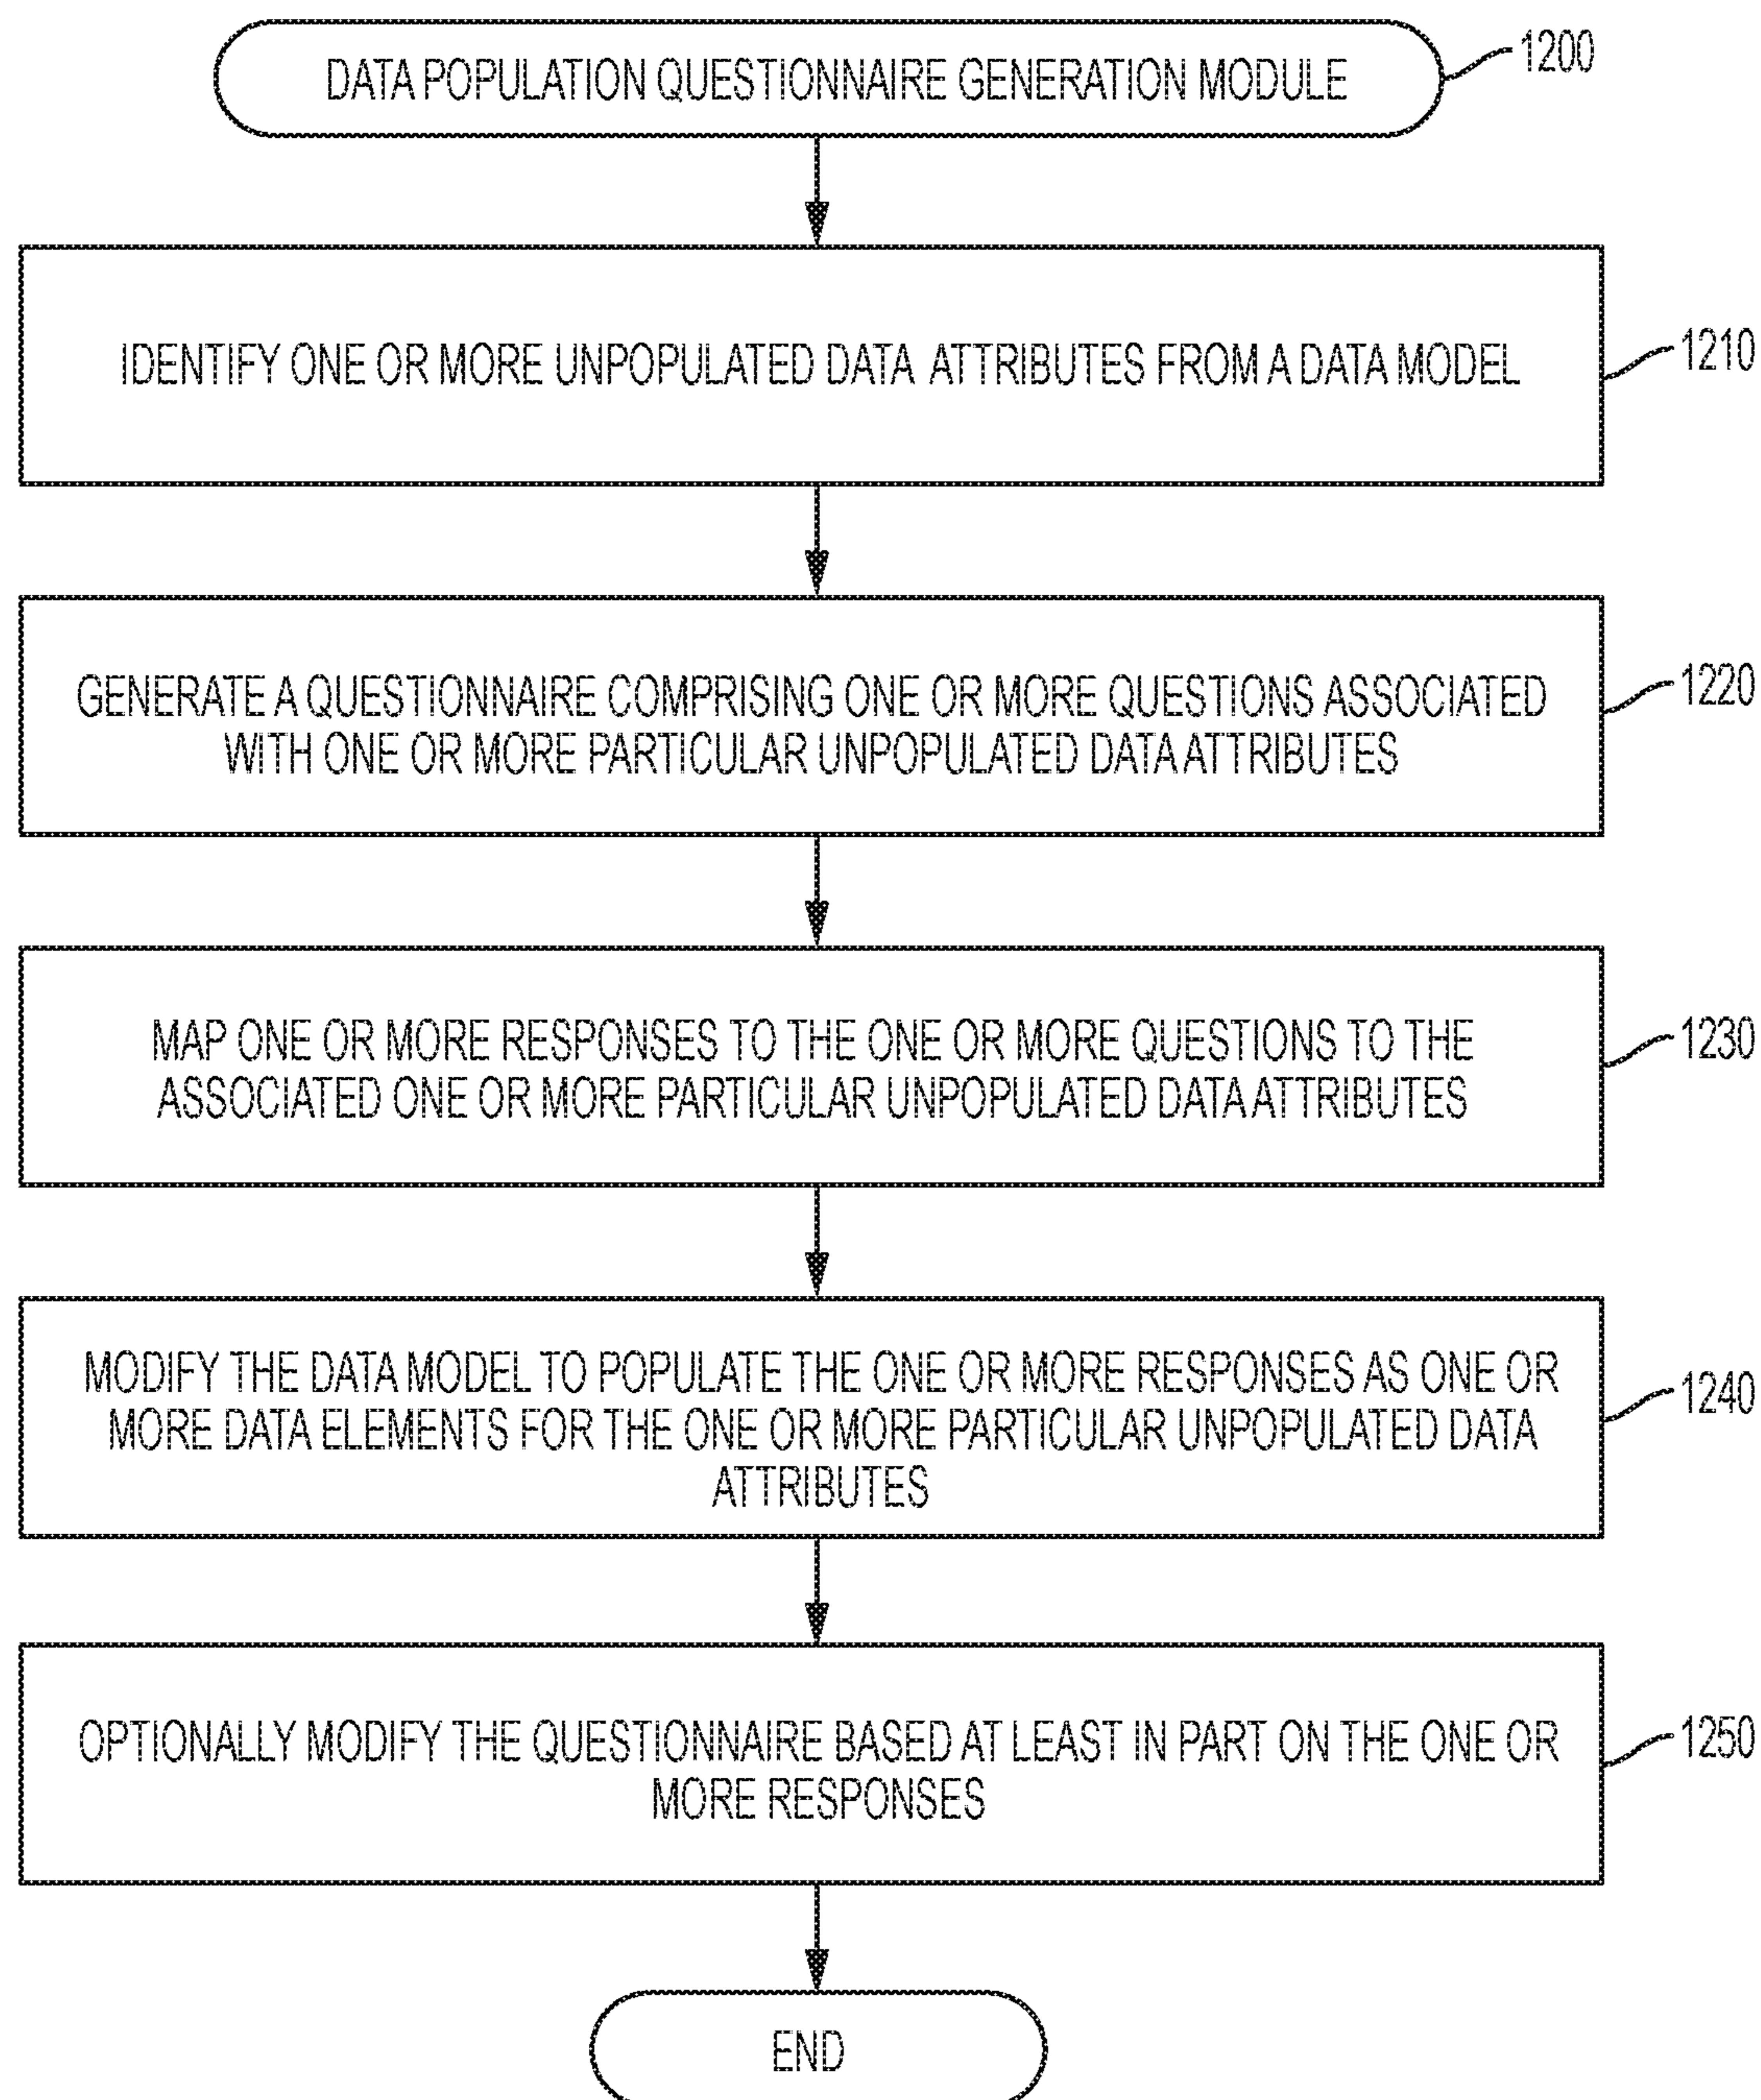 DATA POPULATION QUESTIONNAIRE GENERATION MODULE
1200
IDENTIFY ONE OR MORE UNPOPULATED DATA ATTRIBUTES FROM A DATA MODEL
1210
GENERATE A QUESTIONNAIRE COMPRISING ONE OR MORE QUESTIONS ASSOCIATED
WITH ONE OR MORE PARTICULAR UNPOPULATED DATA ATTRIBUTES
1220
MAP ONE OR MORE RESPONSES TO THE ONE OR MORE QUESTIONS TO THE
ASSOCIATED ONE OR MORE PARTICULAR UNPOPULATED DATA ATTRIBUTES
1230
MODIFY THE DATA MODEL TO POPULATE THE ONE OR MORE RESPONSES AS ONE OR
MORE DATA ELEMENTS FOR THE ONE OR MORE PARTICULAR UNPOPULATED DATA
ATTRIBUTES
1240
OPTIONALLY MODIFY THE QUESTIONNAIRE BASED AT LEAST IN PART ON THE ONE OR
MORE RESPONSES
1250
END